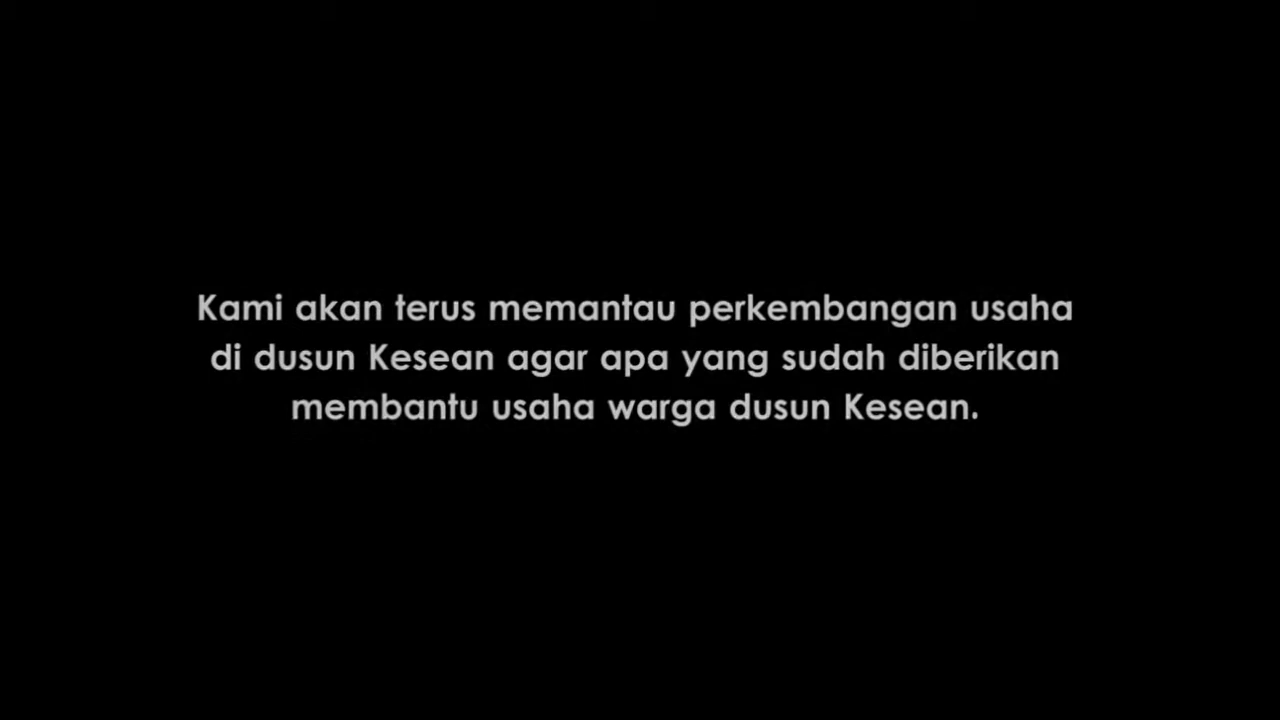 Kami akan terus memantau perkembangan usaha
di dusun Kesean agar apa yang sudah diberikan
membantu usaha warga dusun Kesean.